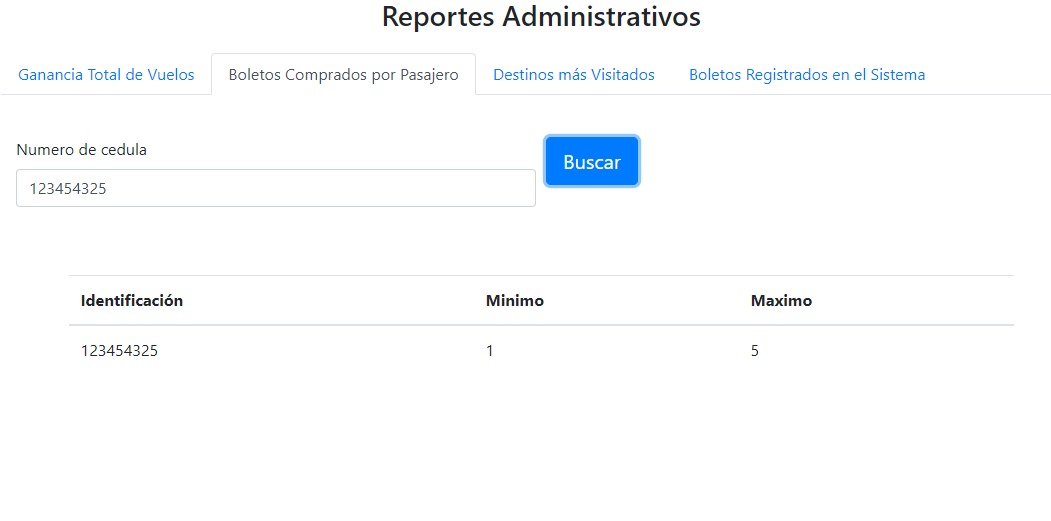 Reportes Administrativos
Ganancia Total de Vuelos Boletos Comprados por Pasajero Destinos más Visitados Boletos Registrados en el Sistema
Numero de cedula
Buscar
123454325
Identificación Minimo Maximo
123454325 1 5